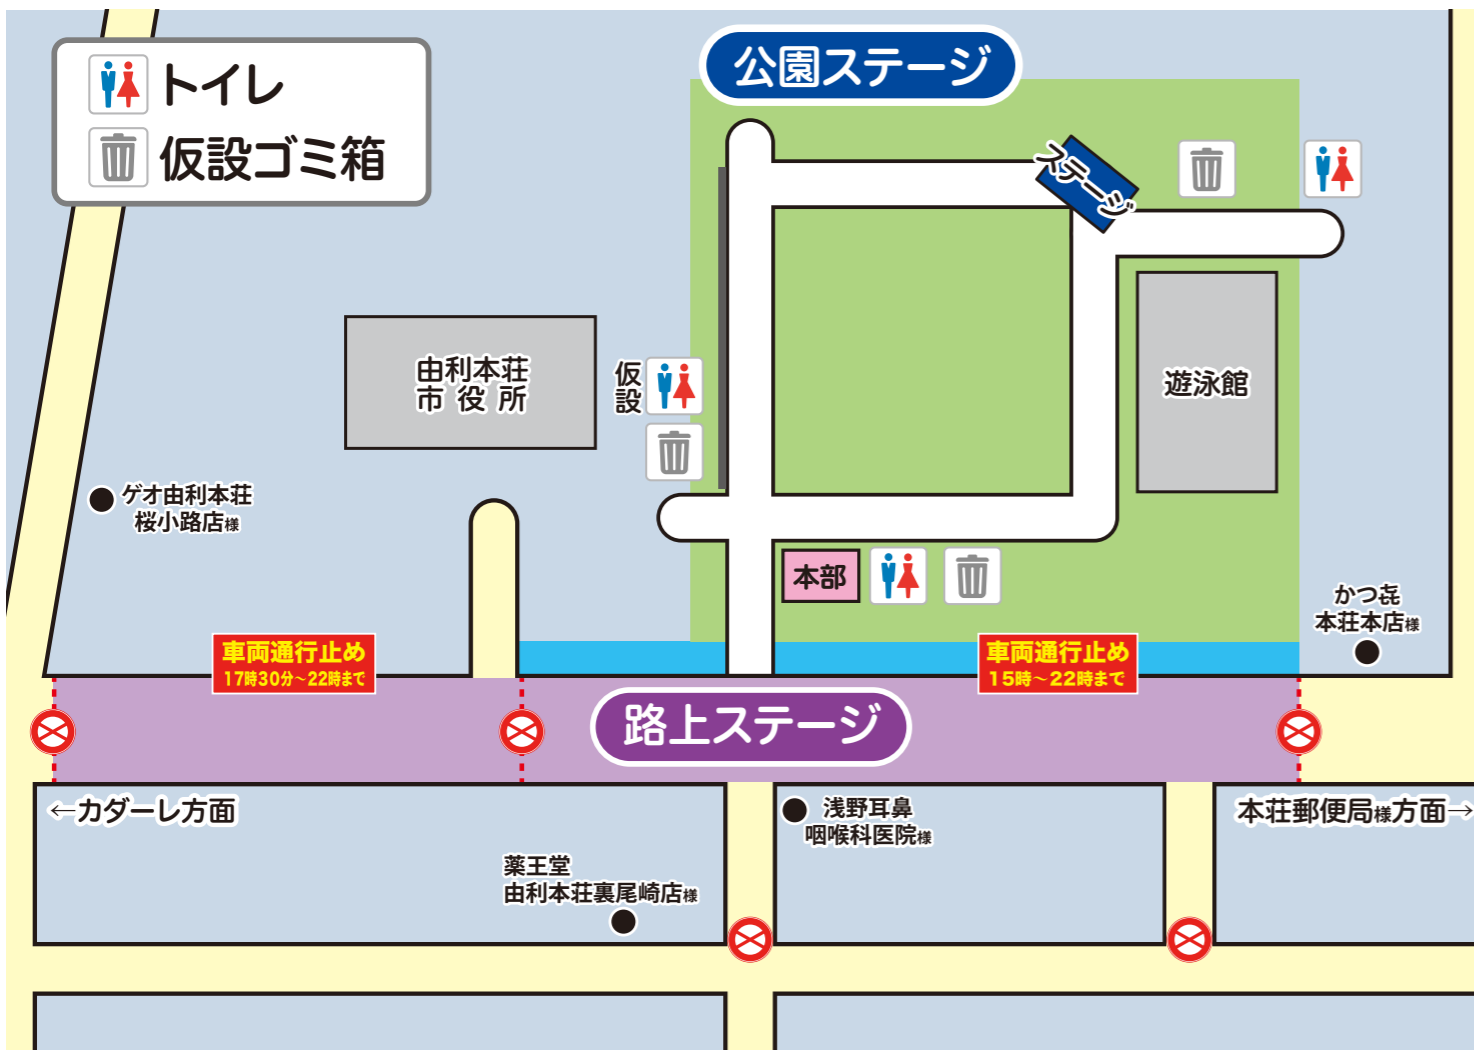 トイレ
仮設ゴミ箱
公園ステージ
ステージ
由利本荘
市役所
仮設
遊泳館
ゲオ由利本荘
桜小路店様
本部
かつ㐂
本荘本店様
車両通行止め
17時30分〜22時まで
車両通行止め
15時〜22時まで
路上ステージ
←カダーレ方面
浅野耳鼻
咽喉科医院様
本荘郵便局様方面→
薬王堂
由利本荘裏尾崎店様